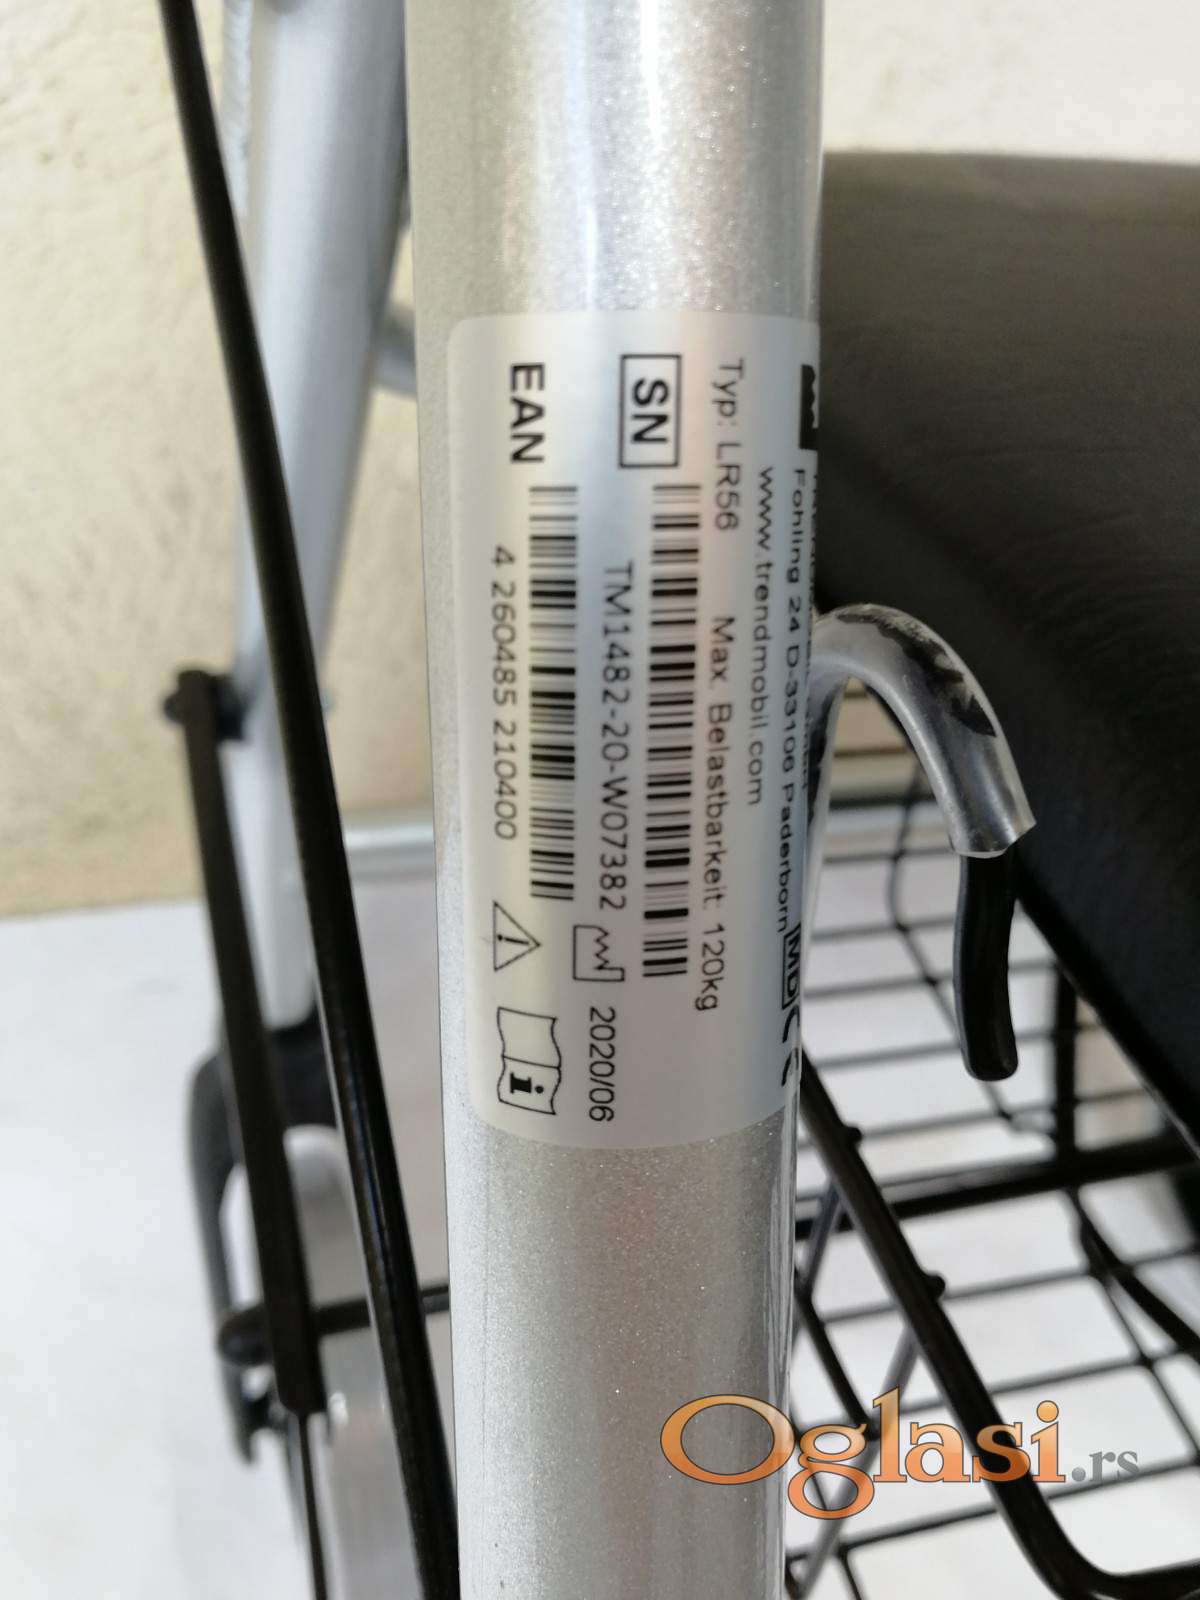 Fohling 24 D-33106 Paderborn
MD CE
www.trendmobil.com
Typ: LR56 Max. Belastbarkeit: 120kg
SN
TM1482-20-W07382
2020/06
EAN
4 260485 210400
i
Oglasi.rs